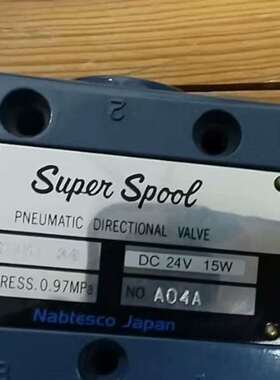 2
Super Spool
PNEUMATIC DIRECTIONAL VALVE
DC 24V 15W
RESS. 0.97MPa
NO A04A
Nabtesco Japan